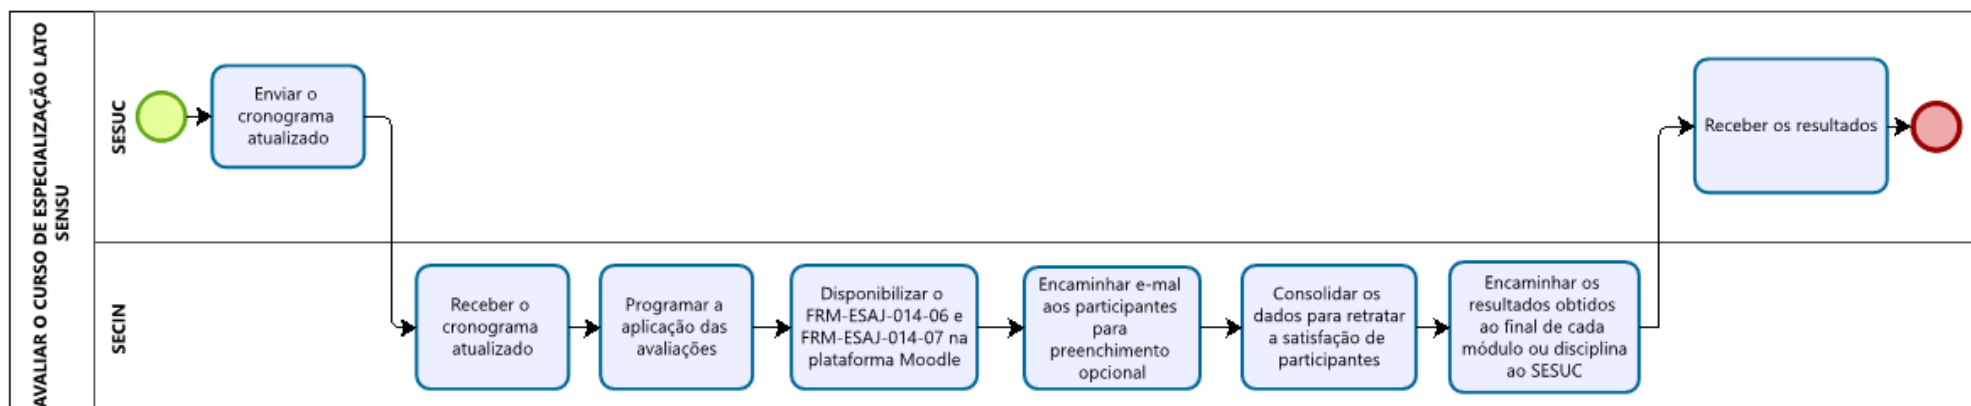 AVALIAR O CURSO DE ESPECIALIZAÇÃO LATO
SENSU
SESUC
Enviar o
cronograma
atualizado
Receber os resultados
SECIN
Receber o
cronograma
atualizado
Programar a
aplicação das
avaliações
Disponibilizar o
FRM-ESAJ-014-06 e
FRM-ESAJ-014-07 na
plataforma Moodle
Encaminhar e-mal
aos participantes
para
preenchimento
opcional
Consolidar os
dados para retratar
a satisfação de
participantes
Encaminhar os
resultados obtidos
ao final de cada
módulo ou disciplina
ao SESUC